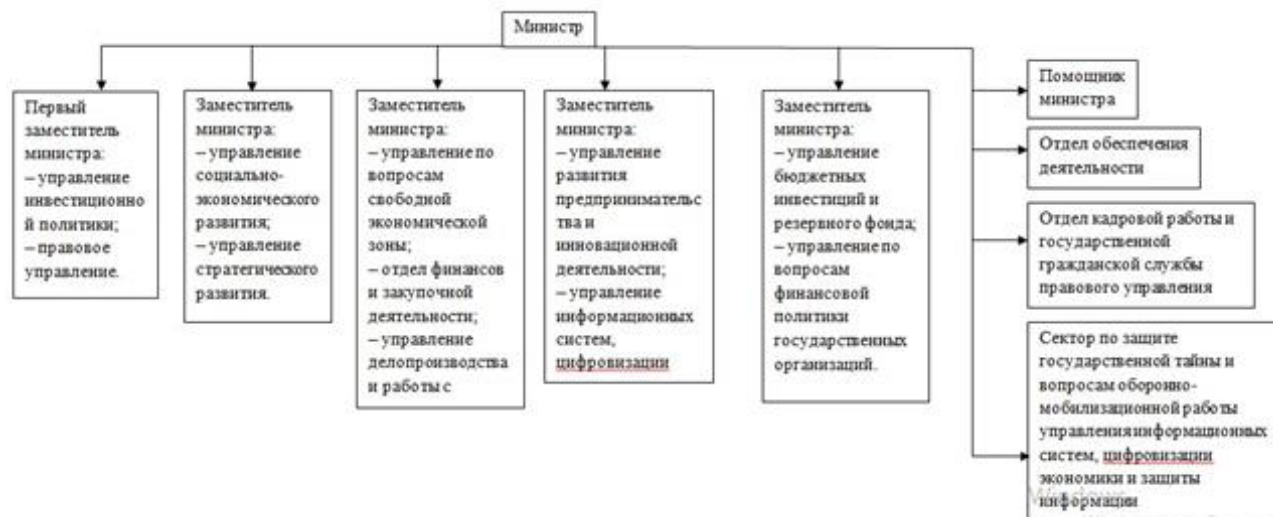 Министр
Первый
заместитель
министра:
– управление
инвестиционно
й политики;
– правовое
управление.
Заместитель
министра:
– управление
социально-
экономического
развития;
– управление
стратегического
развития.
Заместитель
министра:
– управление по
вопросам
свободной
экономической
зоны;
– отдел финансов
и закупочной
деятельности;
– управление
делопроизводства
и работы с
Заместитель
министра:
– управление
развития
предпринимательс
тва и
инновационной
деятельности;
– управление
информационных
систем,
цифровизации
Заместитель
министра:
– управление
бюджетных
инвестиций и
резервного фонда;
– управление по
вопросам
финансовой
политики
государственных
организаций.
Помощник
министра
Отдел обеспечения
деятельности
Отдел кадровой работы и
государственной
гражданской службы
правового управления
Сектор по защите
государственной тайны и
вопросам оборонно-
мобилизационной работы
управления информационных
систем, цифровизации
экономики и защиты
информации